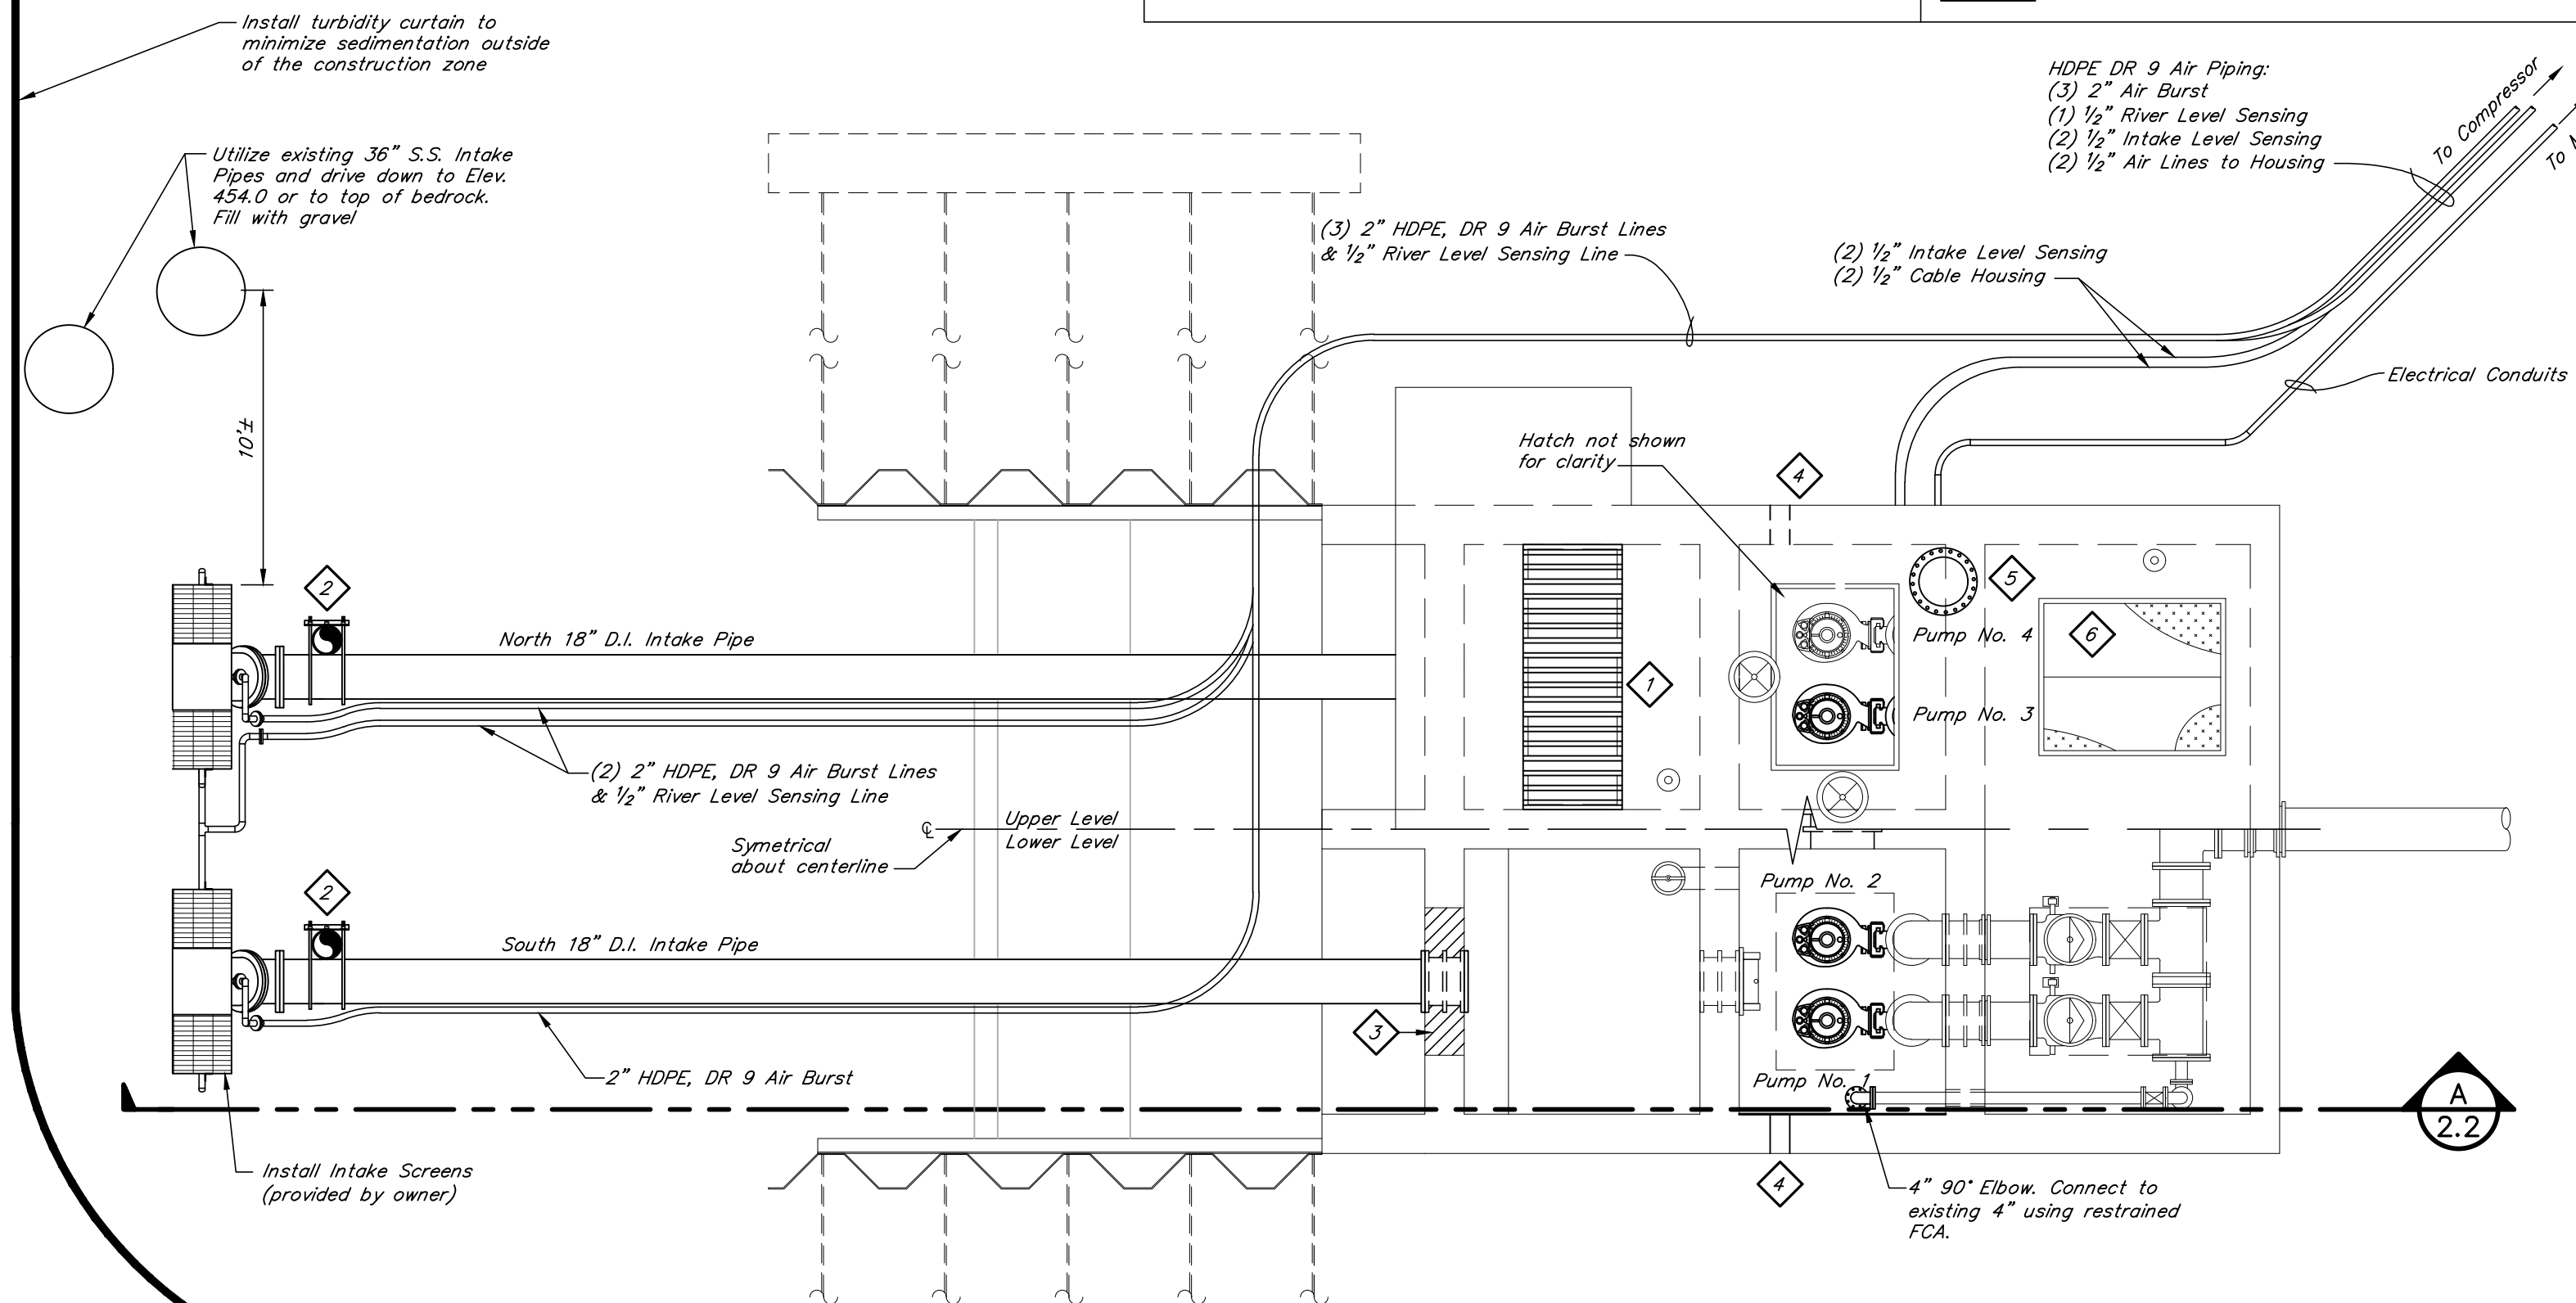 Install turbidity curtain to
minimize sedimentation outside
of the construction zone
HDPE DR 9 Air Piping:
(3) 2" Air Burst
(1) ½" River Level Sensing
(2) ½" Intake Level Sensing
(2) ½" Air Lines to Housing
To Compressor
To
Utilize existing 36" S.S. Intake
Pipes and drive down to Elev.
454.0 or to top of bedrock.
Fill with gravel
(3) 2" HDPE, DR 9 Air Burst Lines
& ½" River Level Sensing Line
(2) ½" Intake Level Sensing
(2) ½" Cable Housing
Electrical Conduits
10'±
Hatch not shown
for clarity
4
2
5
6
1
North 18" D.I. Intake Pipe
Pump No. 4
Pump No. 3
(2) 2" HDPE, DR 9 Air Burst Lines
& ½" River Level Sensing Line
℄
Upper Level
Lower Level
Symetrical
about centerline
2
Pump No. 2
South 18" D.I. Intake Pipe
3
2" HDPE, DR 9 Air Burst
Pump No. 1
A
2.2
Install Intake Screens
(provided by owner)
4
4" 90° Elbow. Connect to
existing 4" using restrained
FCA.